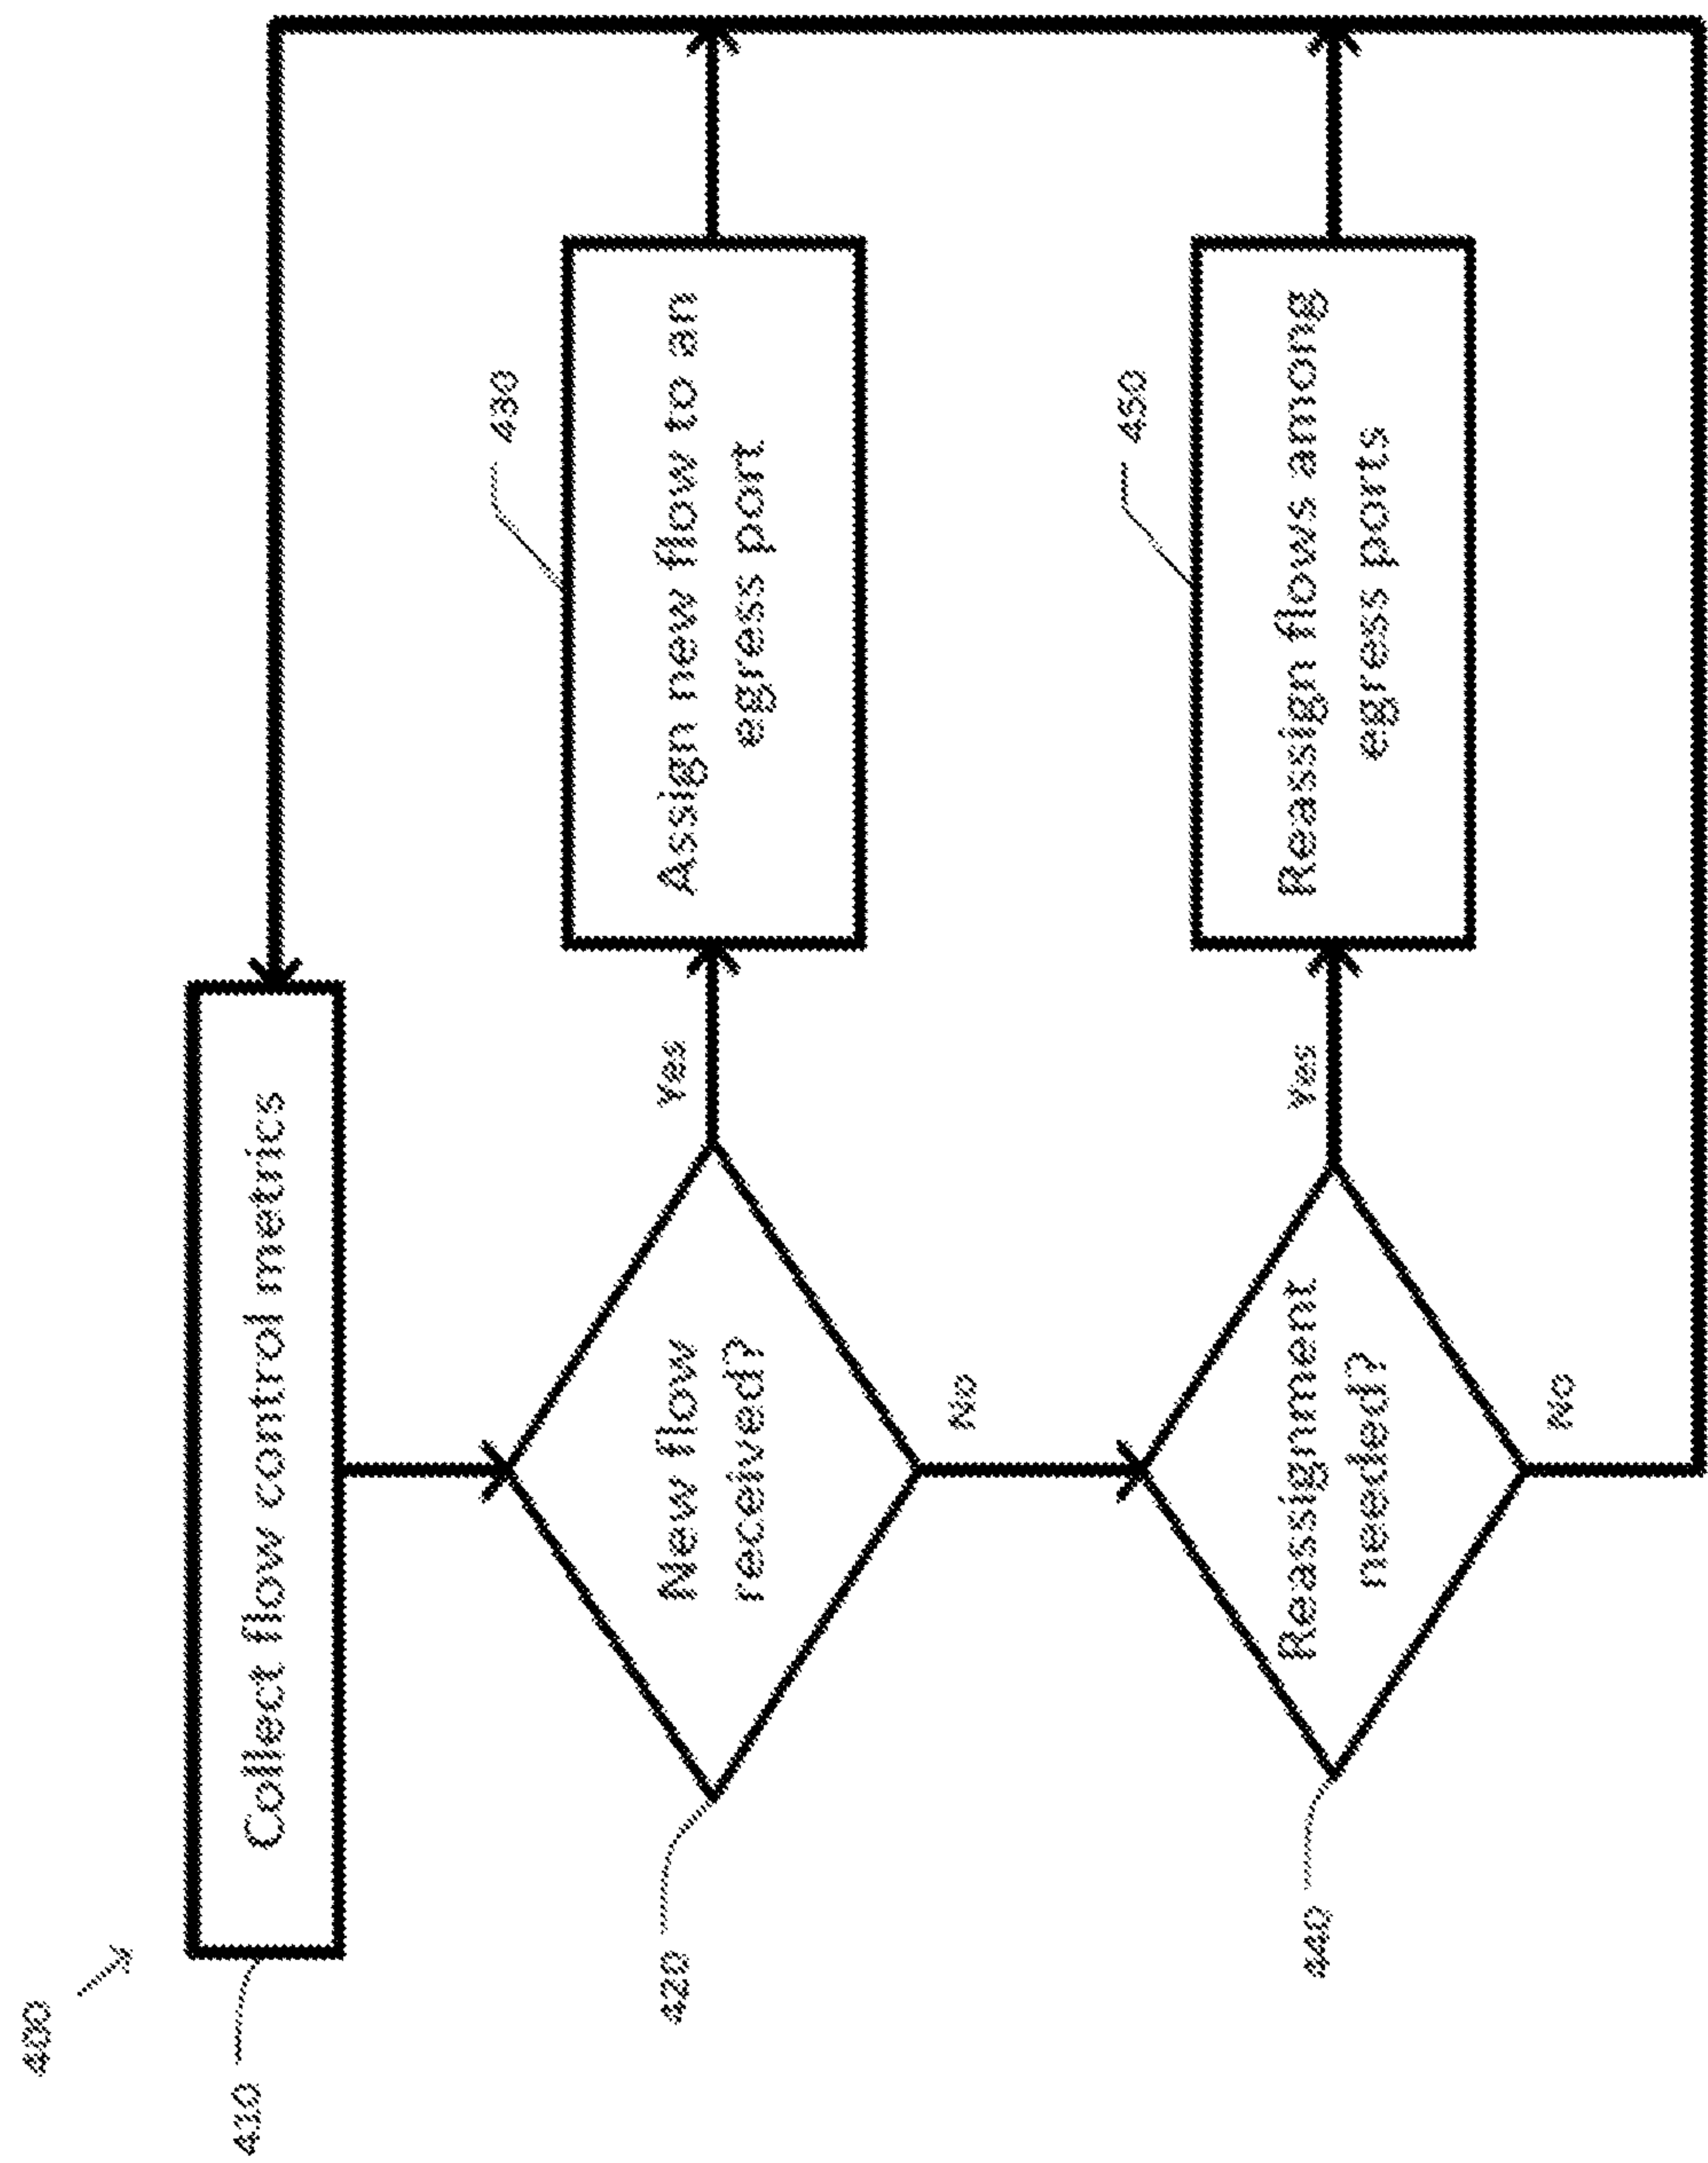 400
410
Collect flow control metrics
420
New flow
received?
Yes
430
Assign new flow to an
egress port
No
440
Reassignment
needed?
Yes
450
Reassign flows among
egress ports
No